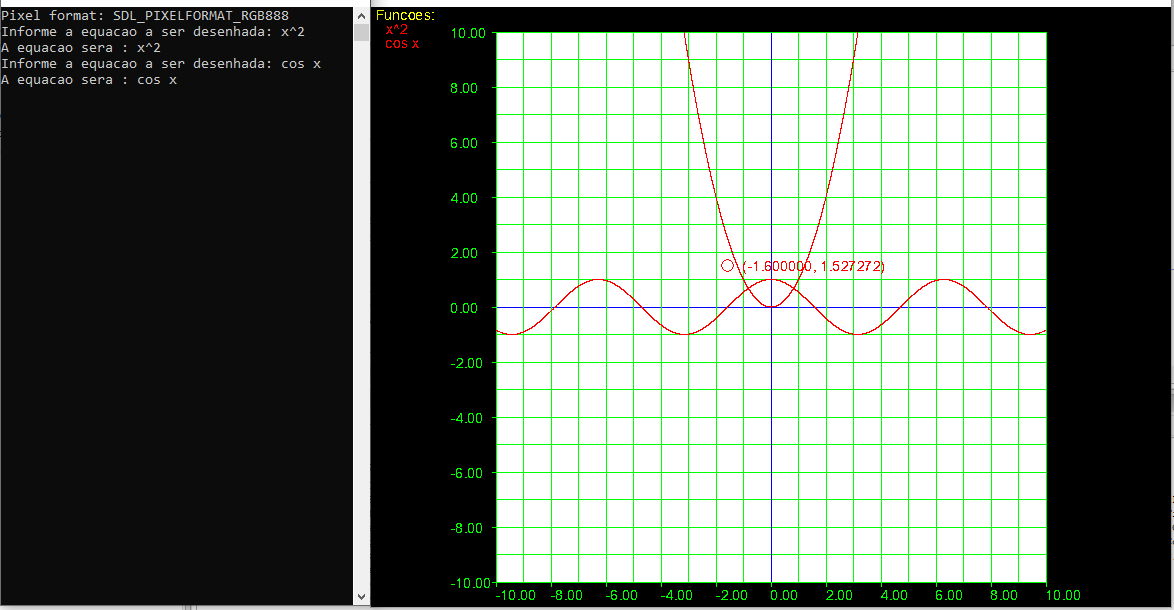 Pixel format: SDL_PIXELFORMAT_RGB888
Informe a equacao a ser desenhada: x^2
A equacao sera : x^2
Informe a equacao a ser desenhada: cos x
A equacao sera : cos x
Funcoes:
x^2
cos x
10.00
8.00
6.00
4.00
2.00
(-1.600000, 1.527272)
0.00
-2.00
-4.00
-6.00
-8.00
-10.00
-10.00 -8.00 -6.00 -4.00 -2.00 0.00 2.00 4.00 6.00 8.00 10.00